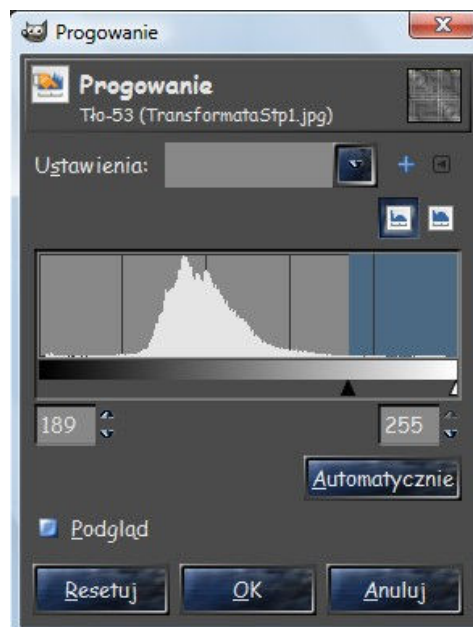 Progowanie
Progowanie
Tło-53 (TransformataStp1.jpg)
Ustawienia:
189 255
Automatycznie
Podgląd
Resetuj OK Anuluj